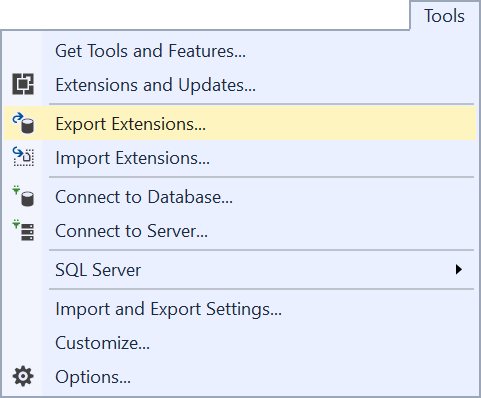 Tools
Get Tools and Features...
Extensions and Updates...
Export Extensions...
Import Extensions...
Connect to Database...
Connect to Server...
SQL Server
Import and Export Settings...
Customize...
Options...